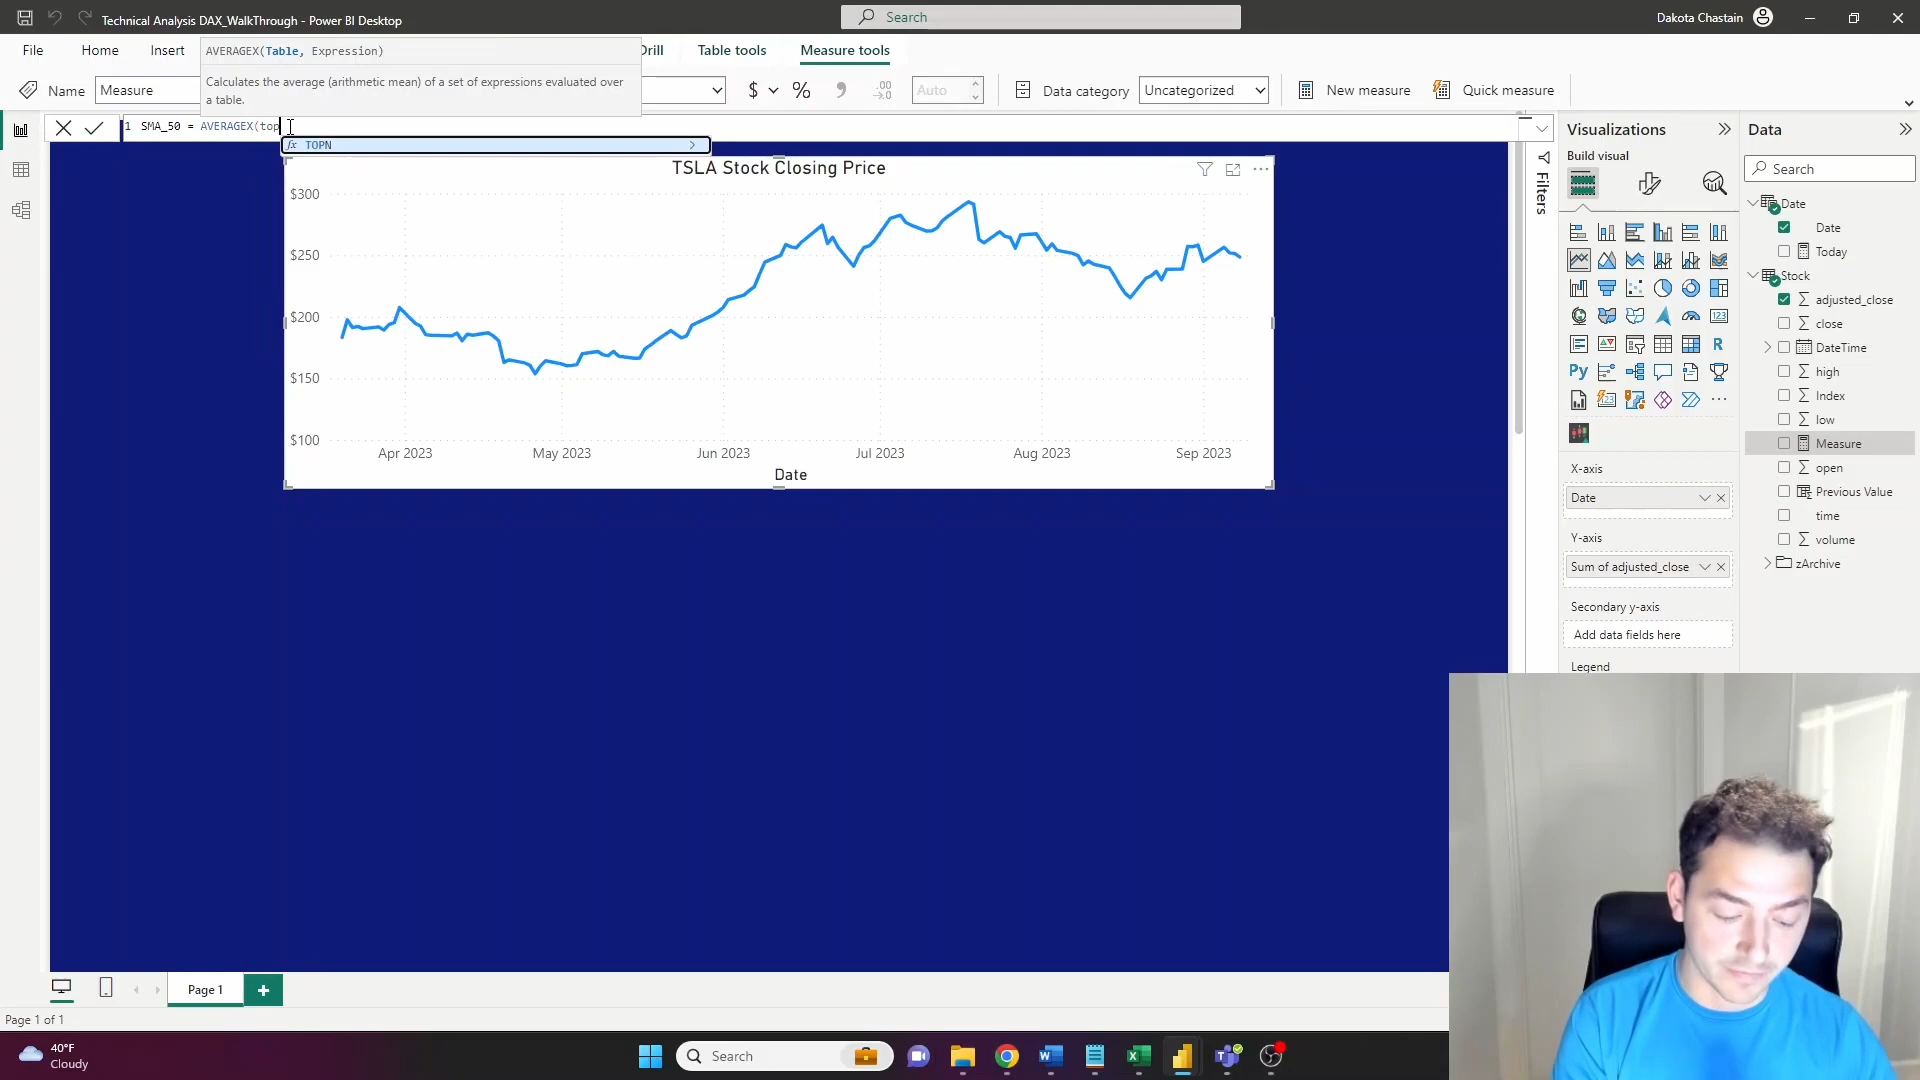 Technical Analysis DAX_WalkThrough - Power BI Desktop
Search
Dakota Chastain
File
Home
Insert
Drill
Table tools
Measure tools
AVERAGEX(Table, Expression)
Calculates the average (arithmetic mean) of a set of expressions evaluated over
a table.
Name
Measure
$
%
Auto
Data category
Uncategorized
New measure
Quick measure
1 SMA_50 = AVERAGEX(top
fx TOPN
TSLA Stock Closing Price
$300
$250
$200
$150
$100
Apr 2023
May 2023
Jun 2023
Jul 2023
Aug 2023
Sep 2023
Date
Filters
Visualizations
Build visual
R
Py
123
X-axis
Date
Y-axis
Sum of adjusted_close
Secondary y-axis
Add data fields here
Legend
Data
Search
Date
Date
Today
Stock
adjusted_close
close
DateTime
high
Index
low
Measure
open
Previous Value
time
volume
zArchive
Page 1
Page 1 of 1
40°F
Cloudy
Search